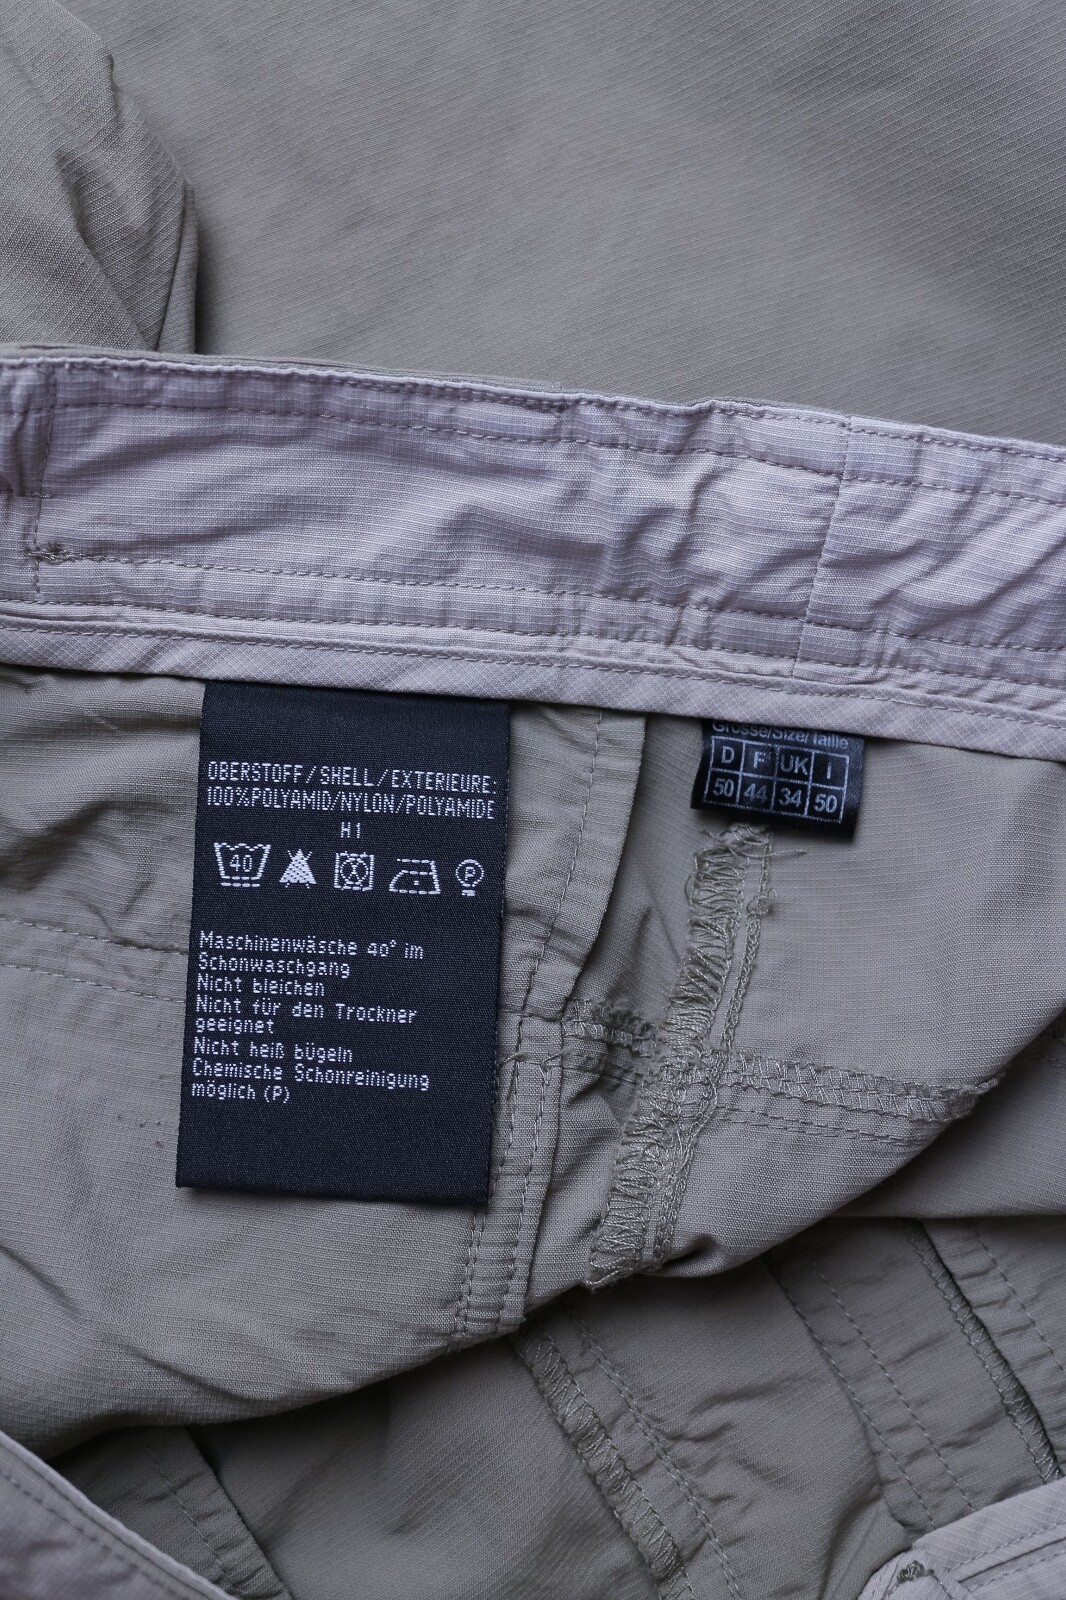 OBERSTOFF/SHELL/EXTERIEURE:
100%POLYAMID/NYLON/POLYAMIDE
H1
40
P
Maschinenwäsche 40° im
Schonwaschgang
Nicht bleichen
Nicht für den Trockner
geeignet
Nicht heiß bügeln
Chemische Schonreinigung
möglich (P)
Grösse/Size/Taille
D F UK I
50 44 34 50